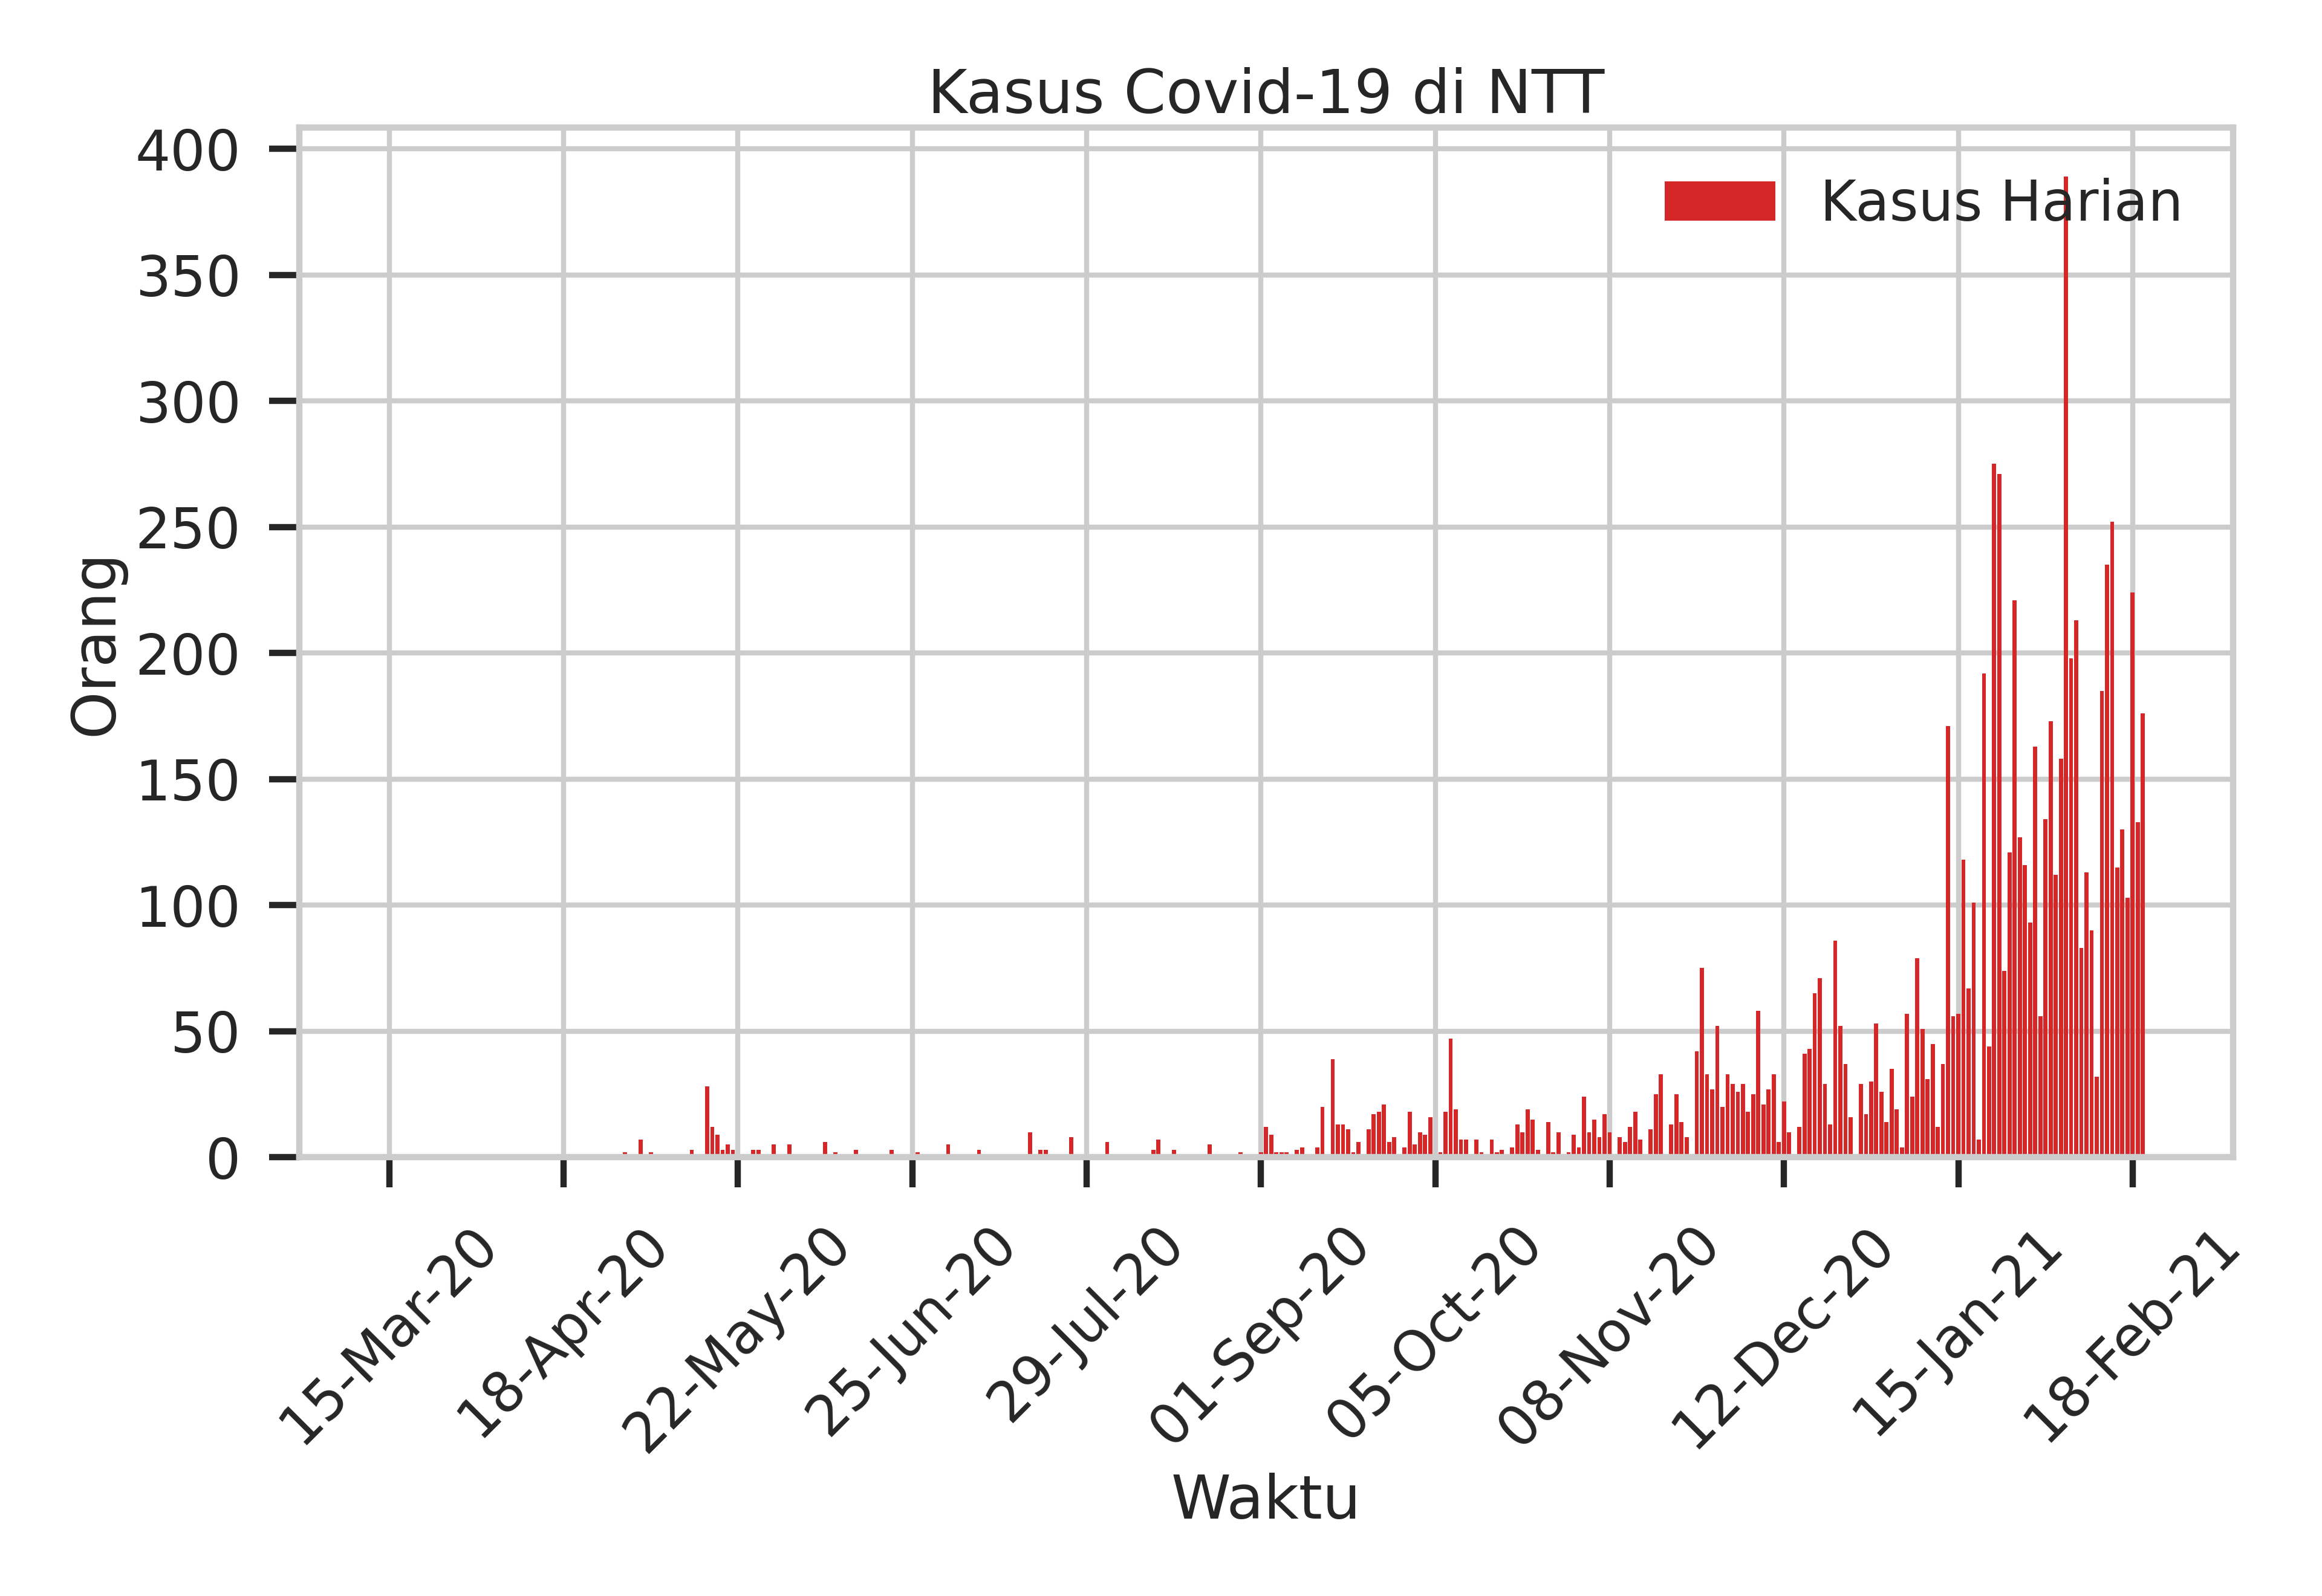 Kasus Covid-19 di NTT
Kasus Harian
400
350
300
250
200
150
100
50
0
Orang
15-Mar-20
18-Apr-20
22-May-20
25-Jun-20
29-Jul-20
01-Sep-20
05-Oct-20
08-Nov-20
12-Dec-20
15-Jan-21
18-Feb-21
Waktu